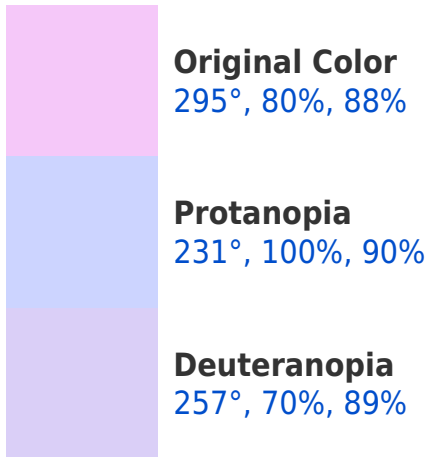 Original Color
295°, 80%, 88%
Protanopia
231°, 100%, 90%
Deuteranopia
257°, 70%, 89%